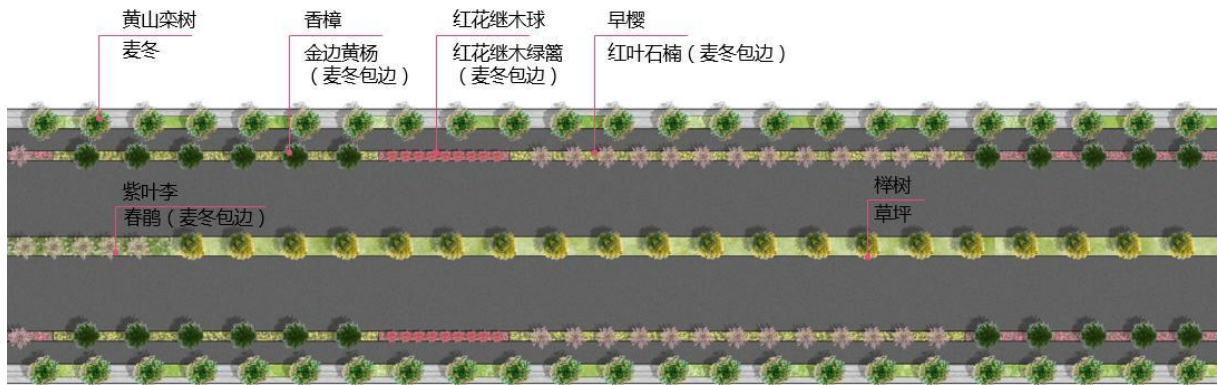 黄山栾树
麦冬
香樟
金边黄杨
（麦冬包边）
红花继木球
红花继木绿篱
（麦冬包边）
早樱
红叶石楠（麦冬包边）
紫叶李
春鹃（麦冬包边）
榉树
草坪